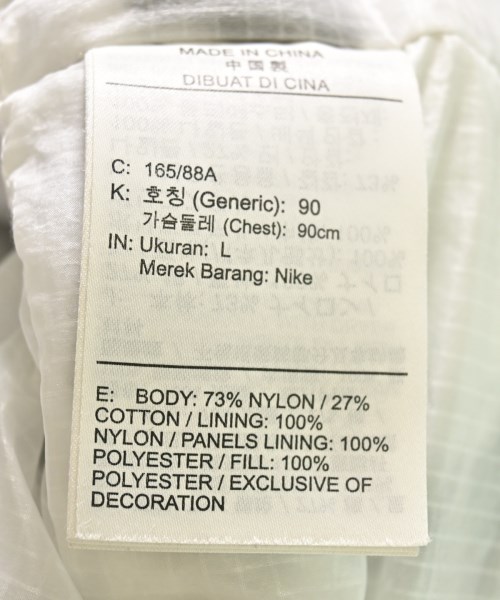 MADE IN CHINA
中国製
DIBUAT DI CINA
C: 165/88A
K: 호칭 (Generic): 90
가슴둘레 (Chest): 90cm
IN: Ukuran: L
Merek Barang: Nike
E: BODY: 73% NYLON / 27%
COTTON / LINING: 100%
NYLON / PANELS LINING: 100%
POLYESTER / FILL: 100%
POLYESTER / EXCLUSIVE OF
DECORATION